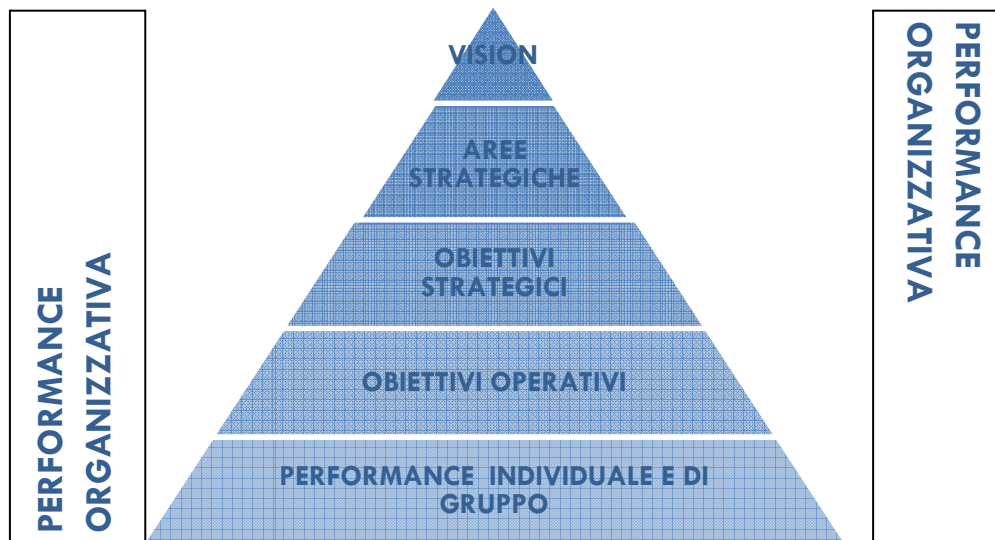 PERFORMANCE
ORGANIZZATIVA
VISION
AREE
STRATEGICHE
OBIETTIVI
STRATEGICI
OBIETTIVI OPERATIVI
PERFORMANCE INDIVIDUALE E DI
GRUPPO
PERFORMANCE
ORGANIZZATIVA